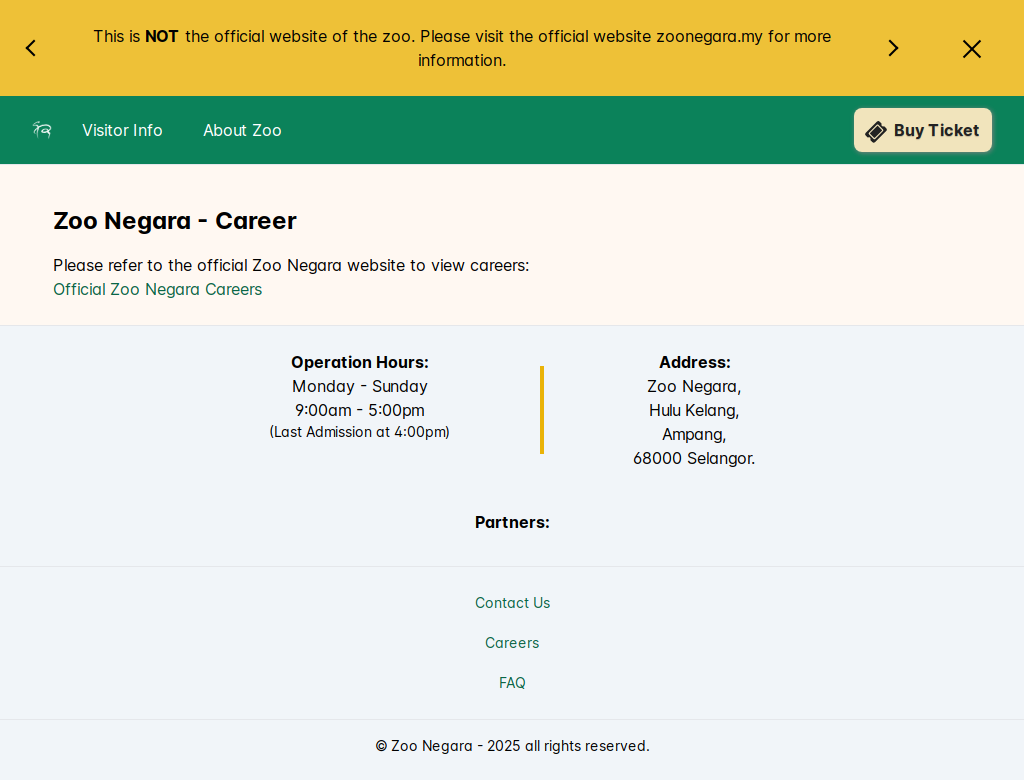 This is NOT the official website of the zoo. Please visit the official website zoonegara.my for more
information.
Visitor Info
About Zoo
Buy Ticket
Zoo Negara - Career
Please refer to the official Zoo Negara website to view careers:
Official Zoo Negara Careers
Operation Hours:
Monday - Sunday
9:00am - 5:00pm
(Last Admission at 4:00pm)
Address:
Zoo Negara,
Hulu Kelang,
Ampang,
68000 Selangor.
Partners:
Contact Us
Careers
FAQ
© Zoo Negara - 2025 all rights reserved.